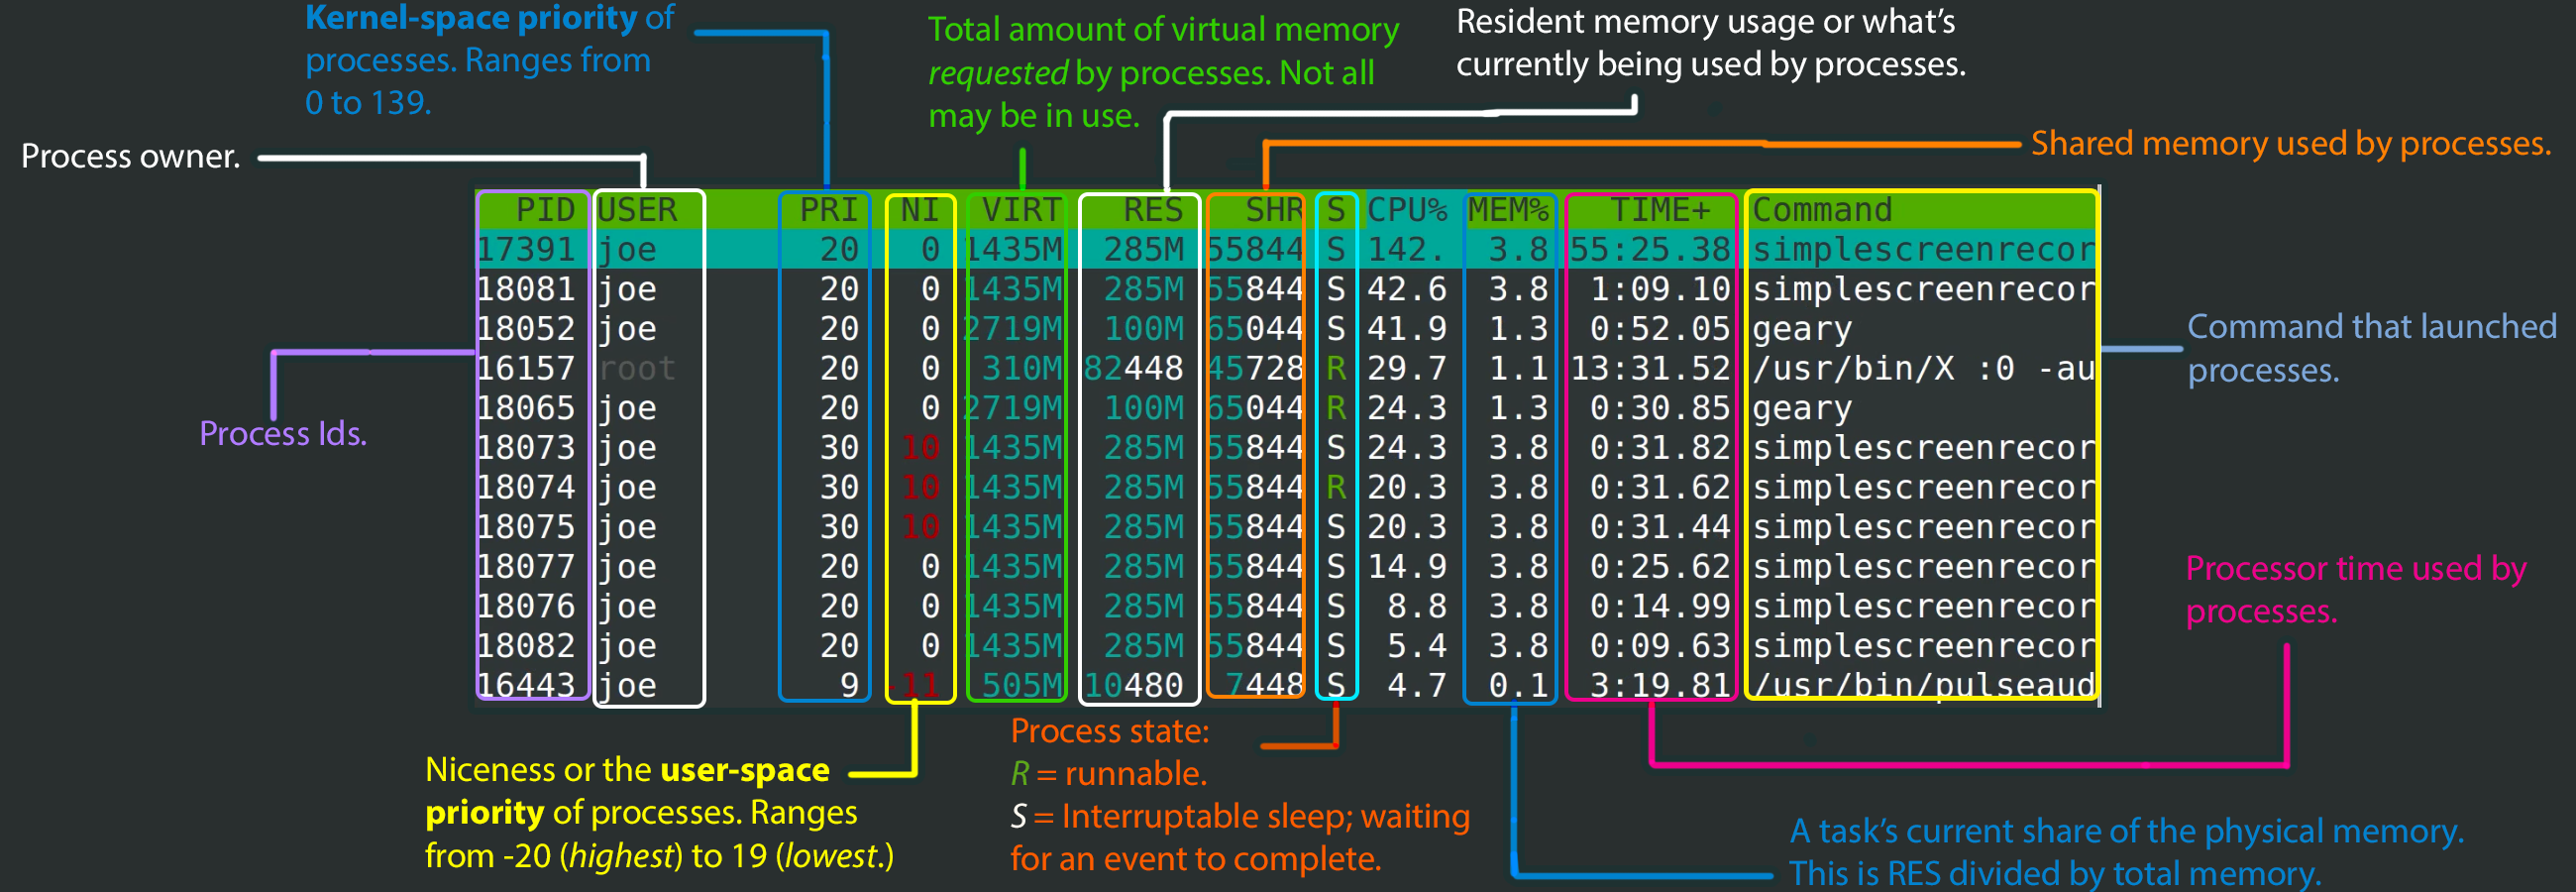 Kernel-space priority of
processes. Ranges from
0 to 139.
Total amount of virtual memory
requested by processes. Not all
may be in use.
Resident memory usage or what's
currently being used by processes.
Process owner.
Shared memory used by processes.
PID USER PRI NI VIRT RES SHR S CPU% MEM% TIME+ Command
17391 joe 20 0 1435M 285M 55844 S 142. 3.8 55:25.38 simplescreenrecor
18081 joe 20 0 1435M 285M 55844 S 42.6 3.8 1:09.10 simplescreenrecor
18052 joe 20 0 2719M 100M 65044 S 41.9 1.3 0:52.05 geary
16157 root 20 0 310M 82448 45728 R 29.7 1.1 13:31.52 /usr/bin/X :0 -au
18065 joe 20 0 2719M 100M 65044 R 24.3 1.3 0:30.85 geary
18073 joe 30 10 1435M 285M 55844 S 24.3 3.8 0:31.82 simplescreenrecor
18074 joe 30 10 1435M 285M 55844 R 20.3 3.8 0:31.62 simplescreenrecor
18075 joe 30 10 1435M 285M 55844 S 20.3 3.8 0:31.44 simplescreenrecor
18077 joe 20 0 1435M 285M 55844 S 14.9 3.8 0:25.62 simplescreenrecor
18076 joe 20 0 1435M 285M 55844 S 8.8 3.8 0:14.99 simplescreenrecor
18082 joe 20 0 1435M 285M 55844 S 5.4 3.8 0:09.63 simplescreenrecor
16443 joe 9 -11 505M 10480 7448 S 4.7 0.1 3:19.81 /usr/bin/pulseaud
Command that launched
processes.
Process Ids.
Processor time used by
processes.
Niceness or the user-space
priority of processes. Ranges
from -20 (highest) to 19 (lowest.)
Process state:
R = runnable.
S = Interruptable sleep; waiting
for an event to complete.
A task's current share of the physical memory.
This is RES divided by total memory.